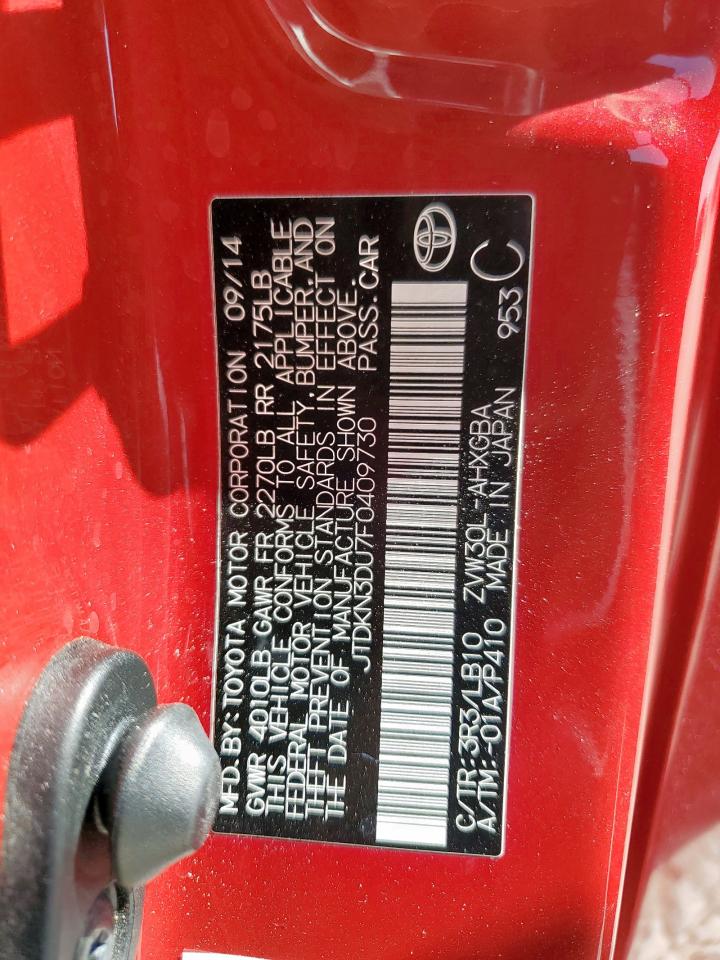 MFD.BY:TOYOTA MOTOR CORPORATION 09/14
GVWR 4010LB GAWR FR 2270LB RR 2175LB
THIS VEHICLE CONFORMS TO ALL APPLICABLE
FEDERAL MOTOR VEHICLE SAFETY,BUMPER,AND
THEFT PREVENTION STANDARDS IN EFFECT ON
THE DATE OF MANUFACTURE SHOWN ABOVE.
JTDKN3DU7F0409730 PASS.CAR
C/TR:3R3/LB10 ZVW30L-AHXGBA
A/TM:-01A/P410 MADE IN JAPAN
953 C